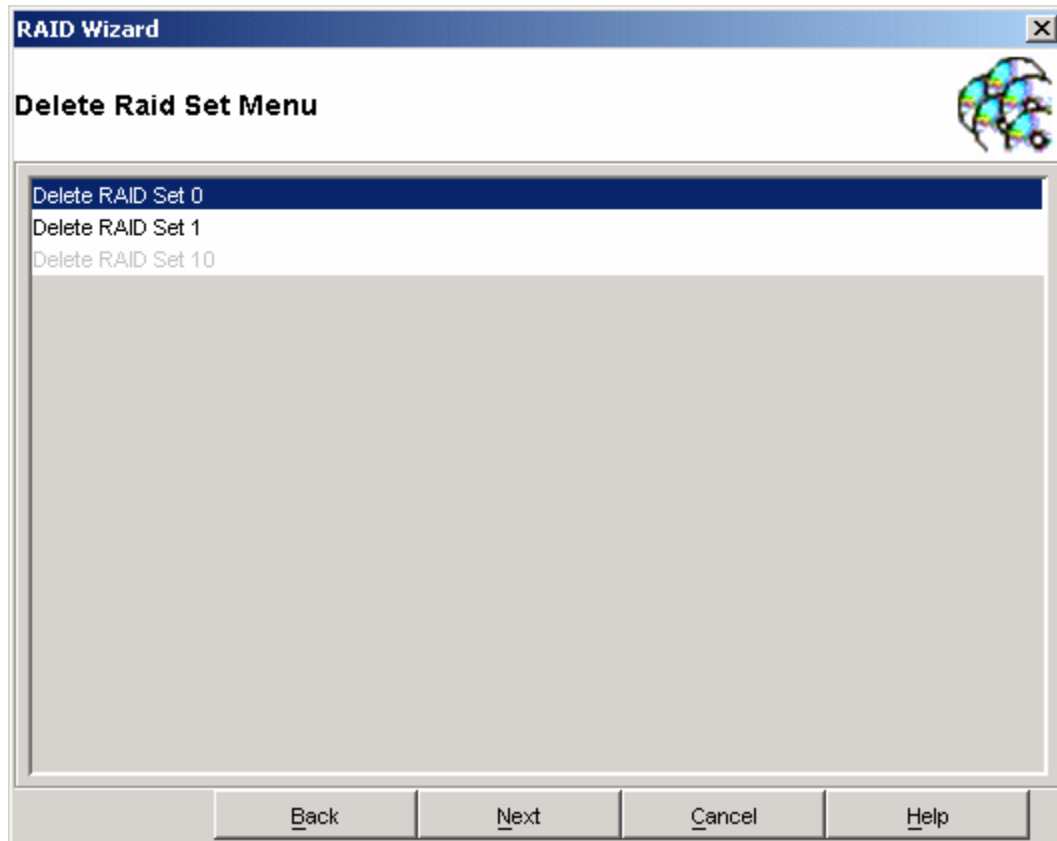 RAID Wizard
Delete Raid Set Menu
Delete RAID Set 0
Delete RAID Set 1
Delete RAID Set 10
Back Next Cancel Help